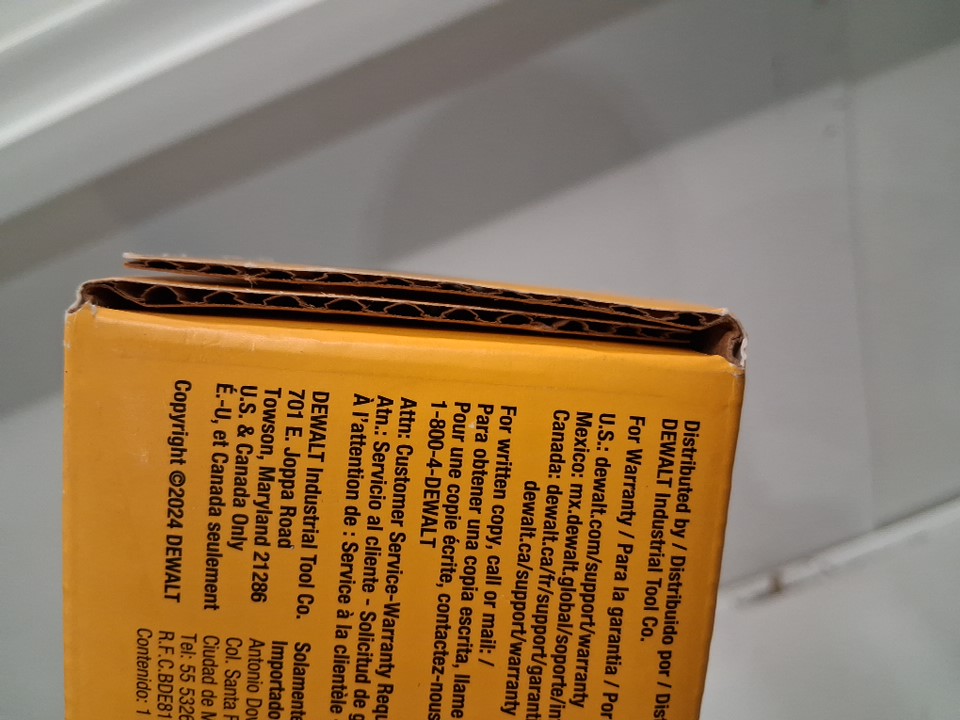 Distributed by / Distribuido por / Dis
DEWALT Industrial Tool Co.
For Warranty / Para la garantia / Por
U.S.: dewalt.com/support/warranty
Mexico: mx.dewalt.global/soporte/in
Canada: dewalt.ca/fr/support/garanti
dewalt.ca/support/warranty
For written copy, call or mail: /
Para obtener una copia escrita, llame
Pour une copie écrite, contactez-nous
1-800-4-DEWALT
Attn: Customer Service-Warranty Requ
Atn.: Servicio al cliente - Solicitud de g
À l'attention de : Service à la clientèle
DEWALT Industrial Tool Co.
701 E. Joppa Road
Towson, Maryland 21286
U.S. & Canada Only
É.-U, et Canada seulement
Copyright ©2024 DEWALT
Solamente
Importado
Antonio Dov
Col. Santa F
Ciudad de M
Tel: 55 5326
R.F.C.BDE81
Contenido: 1